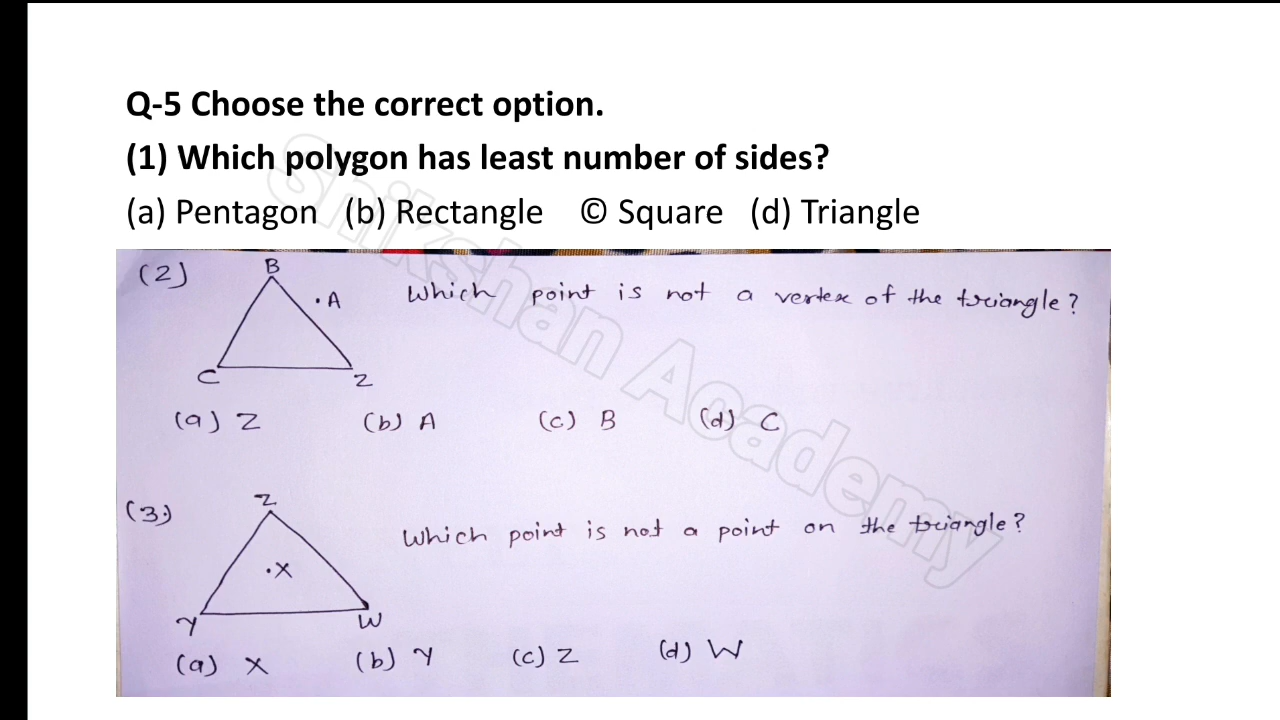 Q-5 Choose the correct option.
(1) Which polygon has least number of sides?
(a) Pentagon (b) Rectangle © Square (d) Triangle
(2) B
.A Which point is not a vertex of the triangle?
C Z
(a) Z (b) A (c) B (d) C
(3) Z
Which point is not a point on the triangle?
.X
Y W
(a) X (b) Y (c) Z (d) W
Shikshan Academy